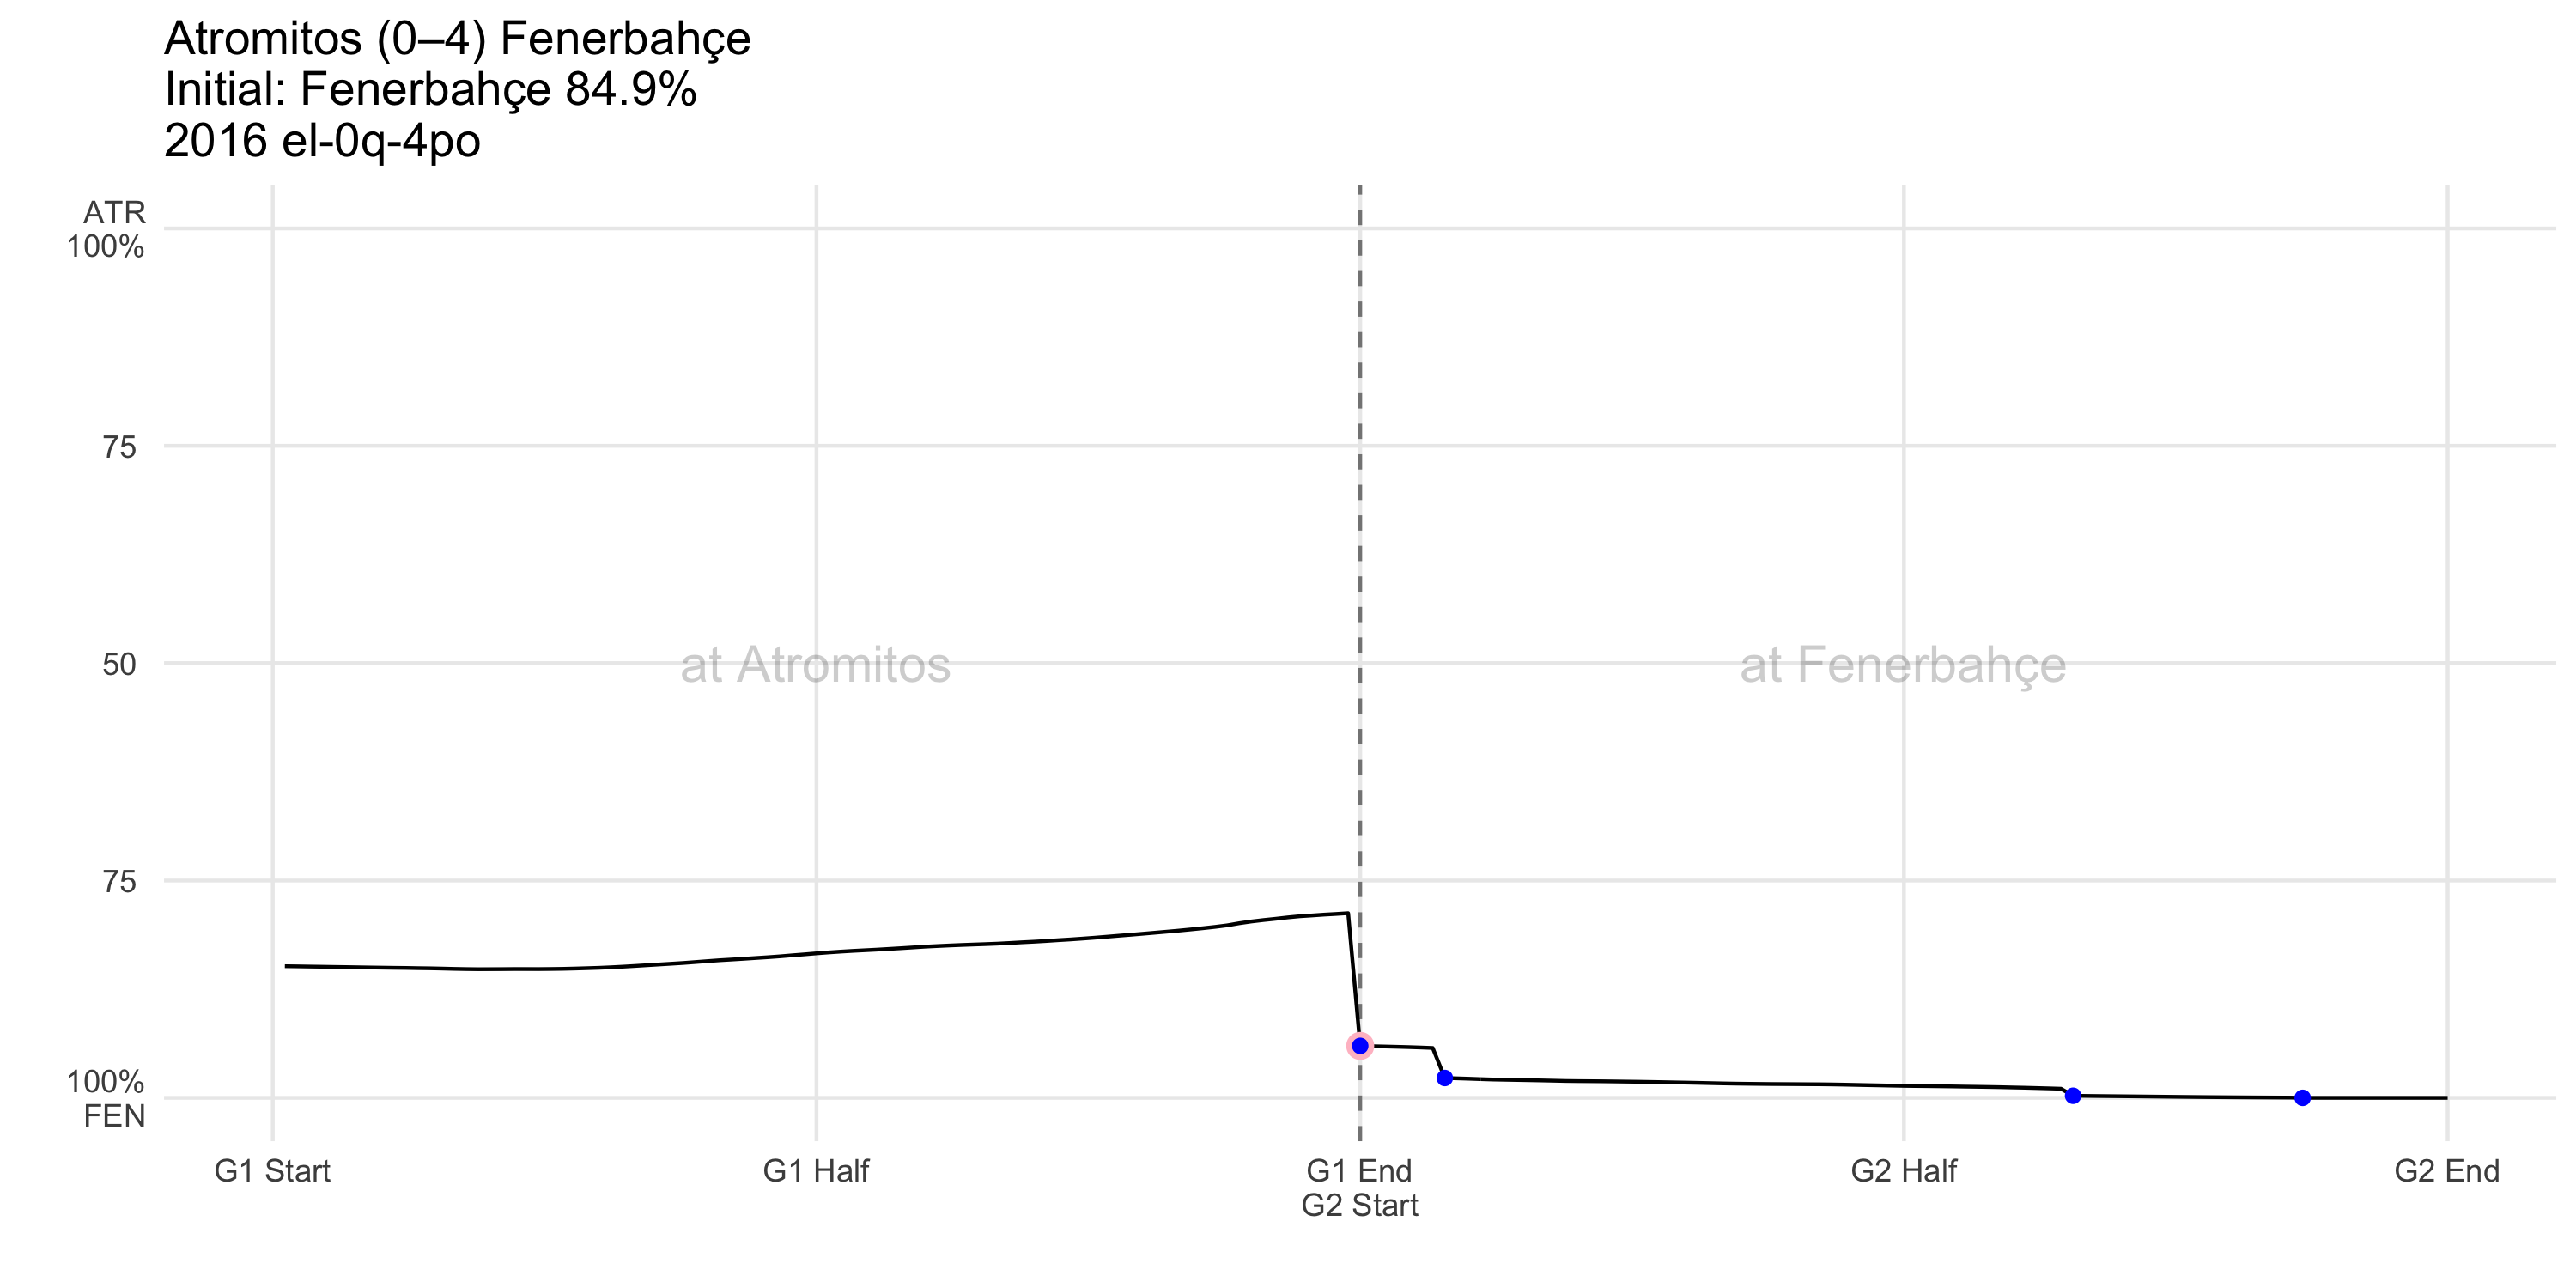 Atromitos (0–4) Fenerbahçe
Initial: Fenerbahçe 84.9%
2016 el-0q-4po
ATR
100%
75
50
at Atromitos
at Fenerbahçe
75
100%
FEN
G1 Start
G1 Half
G1 End
G2 Start
G2 Half
G2 End